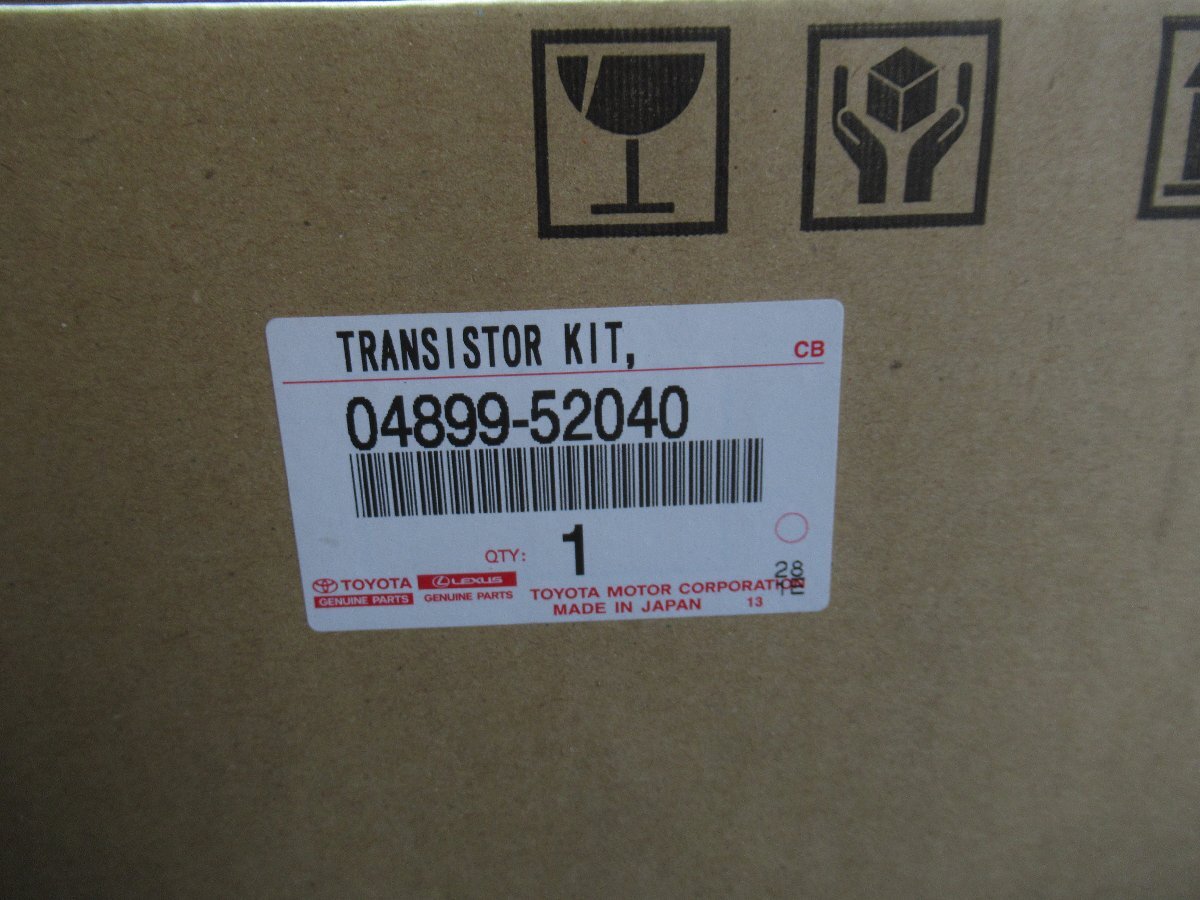 TRANSISTOR KIT,
CB
04899-52040
QTY: 1
TOYOTA
GENUINE PARTS
LEXUS
GENUINE PARTS
TOYOTA MOTOR CORPORATION
MADE IN JAPAN 13
28